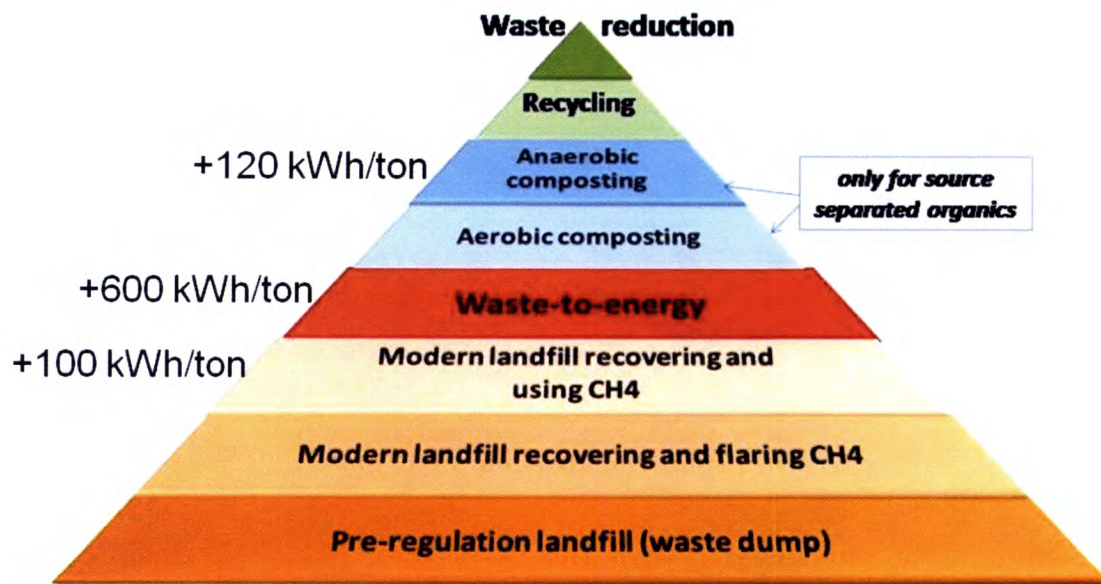 Waste reduction
Recycling
+120 kWh/ton
Anaerobic
composting
only for source
separated organics
Aerobic composting
+600 kWh/ton
Waste-to-energy
+100 kWh/ton
Modern landfill recovering and
using CH4
Modern landfill recovering and flaring CH4
Pre-regulation landfill (waste dump)